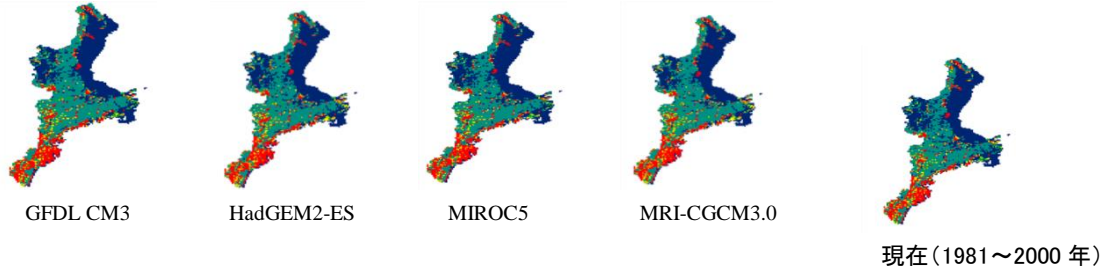 GFDL CM3
HadGEM2-ES
MIROC5
MRI-CGCM3.0
現在(1981～2000 年)